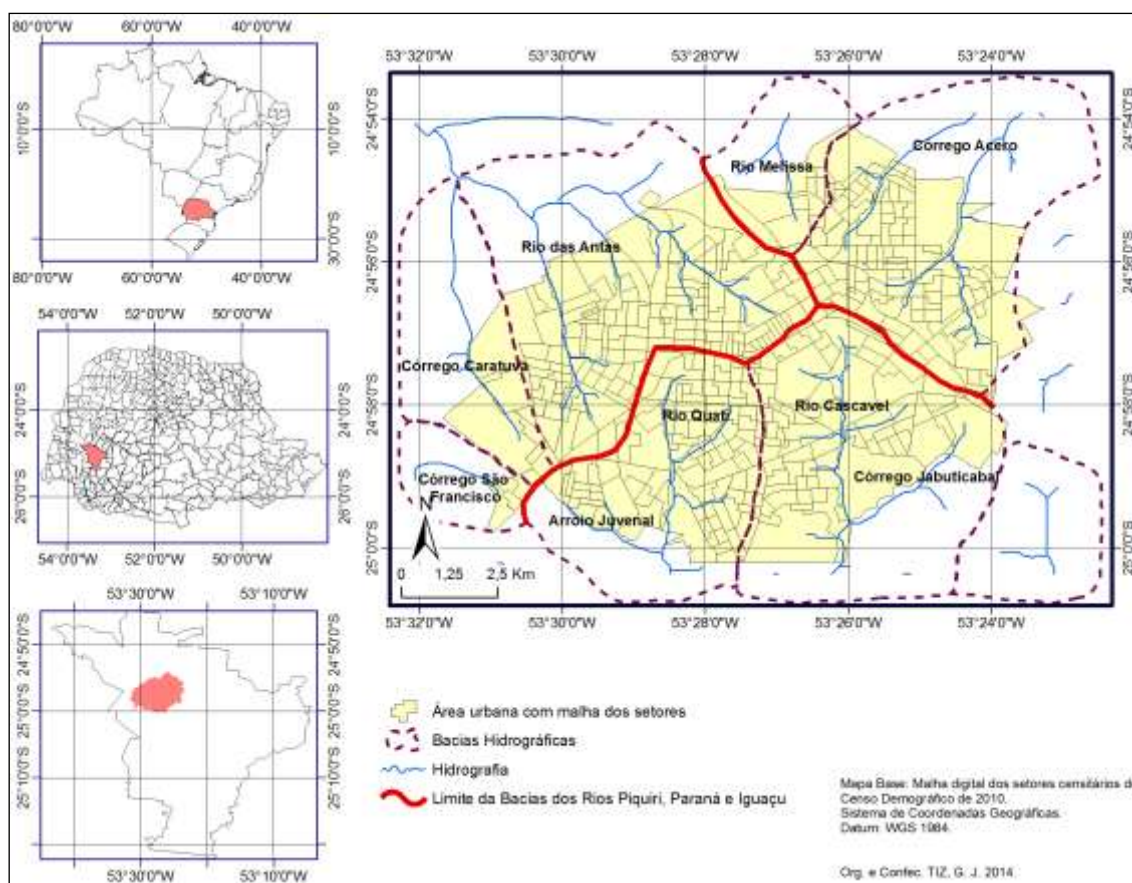 80°0'0"W 60°0'0"W 40°0'0"W
10°0'0"S
10°0'0"S
30°0'0"S
30°0'0"S
80°0'0"W 60°0'0"W 40°0'0"W
54°0'0"W 52°0'0"W 50°0'0"W
24°0'0"S
24°0'0"S
26°0'0"S
26°0'0"S
54°0'0"W 52°0'0"W 50°0'0"W
53°30'0"W 53°10'0"W
24°50'0"S
24°50'0"S
25°0'0"S
25°0'0"S
25°10'0"S
25°10'0"S
53°30'0"W 53°10'0"W
53°32'0"W 53°30'0"W 53°28'0"W 53°26'0"W 53°24'0"W
24°54'0"S
24°54'0"S
24°56'0"S
24°56'0"S
24°58'0"S
24°58'0"S
25°0'0"S
25°0'0"S
Córrego Acero
Rio Melissa
Rio das Antas
Córrego Caratuva
Rio Quati
Rio Cascavel
Córrego São
Francisco
Córrego Jabuticabal
Arroio Juvenal
N
0 1,25 2,5 Km
53°32'0"W 53°30'0"W 53°28'0"W 53°26'0"W 53°24'0"W
Área urbana com malha dos setores
Bacias Hidrográficas
Hidrografia
Limite da Bacias dos Rios Piquiri, Paraná e Iguaçu
Mapa Base: Malha digital dos setores censitários d
Censo Demográfico de 2010.
Sistema de Coordenadas Geográficas.
Datum: WGS 1984.
Org. e Confec. TIZ, G. J. 2014.